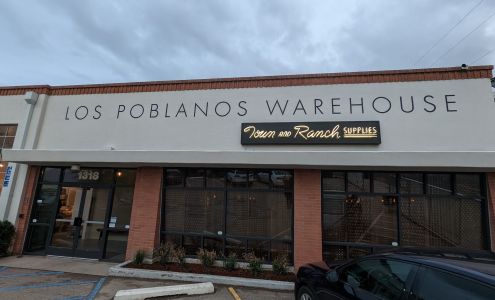 LOS POBLANOS WAREHOUSE
Town AND Ranch SUPPLIES
1318